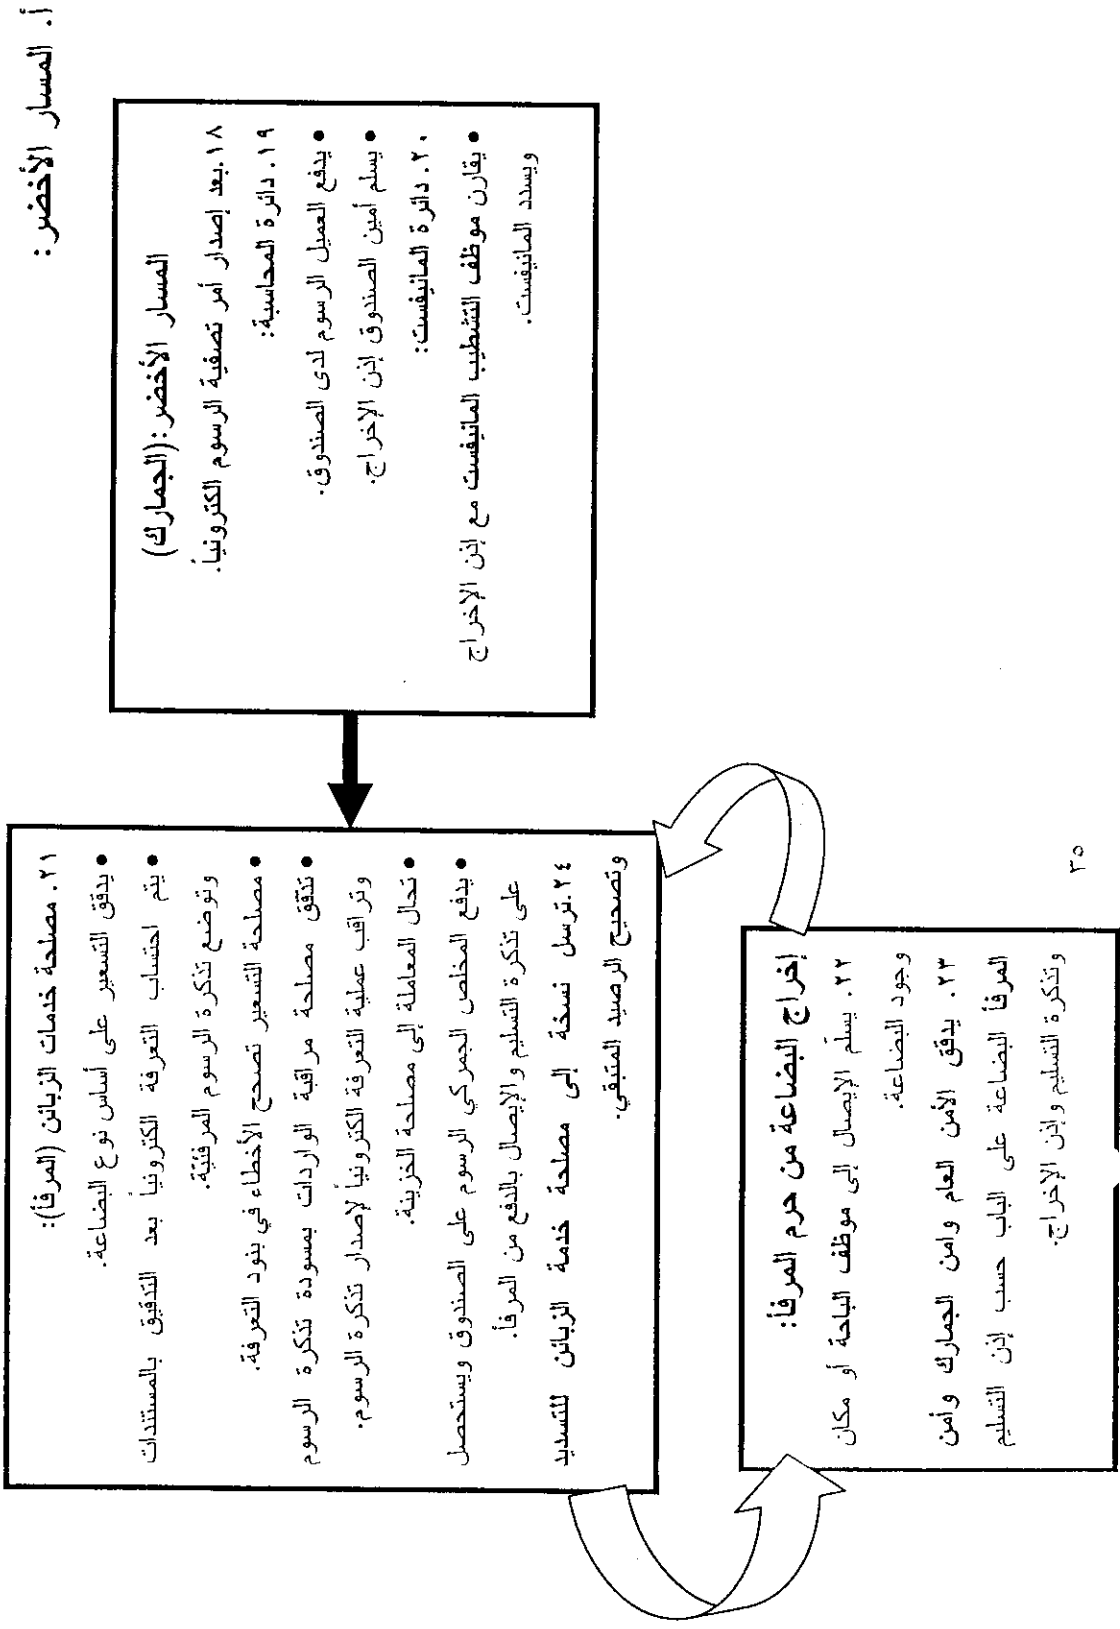 أ. المسار الأخضر:
المسار الأخضر:(الجمارك)
١٨.بعد إصدار أمر تصفية الرسوم الكترونياً.
١٩. دائرة المحاسبة:
• يدفع العميل الرسوم لدى الصندوق.
• يسلم أمين الصندوق إذن الإخراج.
٢٠. دائرة المانيفست:
• يقارن موظف التشطيب المانيفست مع إذن الإخراج
ويسدد المانيفست.
٢١. مصلحة خدمات الزبائن (المرفأ):
• يدقق التسعير على أساس نوع البضاعة.
• يتم احتساب التعرفة الكترونياً بعد التدقيق بالمستندات
وتوضع تذكرة الرسوم المرفئية.
• مصلحة التسعير تصحح الأخطاء في بنود التعرفة.
• تدقق مصلحة مراقبة الواردات بمسودة تذكرة الرسوم
وتراقب عملية التعرفة الكترونياً لإصدار تذكرة الرسوم.
• تحال المعاملة إلى مصلحة الخزينة.
• يدفع المخلص الجمركي الرسوم على الصندوق ويستحصل
على تذكرة التسليم والإيصال بالدفع من المرفأ.
٢٤.ترسل نسخة إلى مصلحة خدمة الزبائن للتسديد
وتصحيح الرصيد المتبقي.
إخراج البضاعة من حرم المرفأ:
٢٢. يسلم الإيصال إلى موظف الباحة أو مكان
وجود البضاعة.
٢٣. يدقق الأمن العام وامن الجمارك وأمن
المرفأ البضاعة على الباب حسب إذن التسليم
وتذكرة التسليم وإذن الإخراج.
٢٥